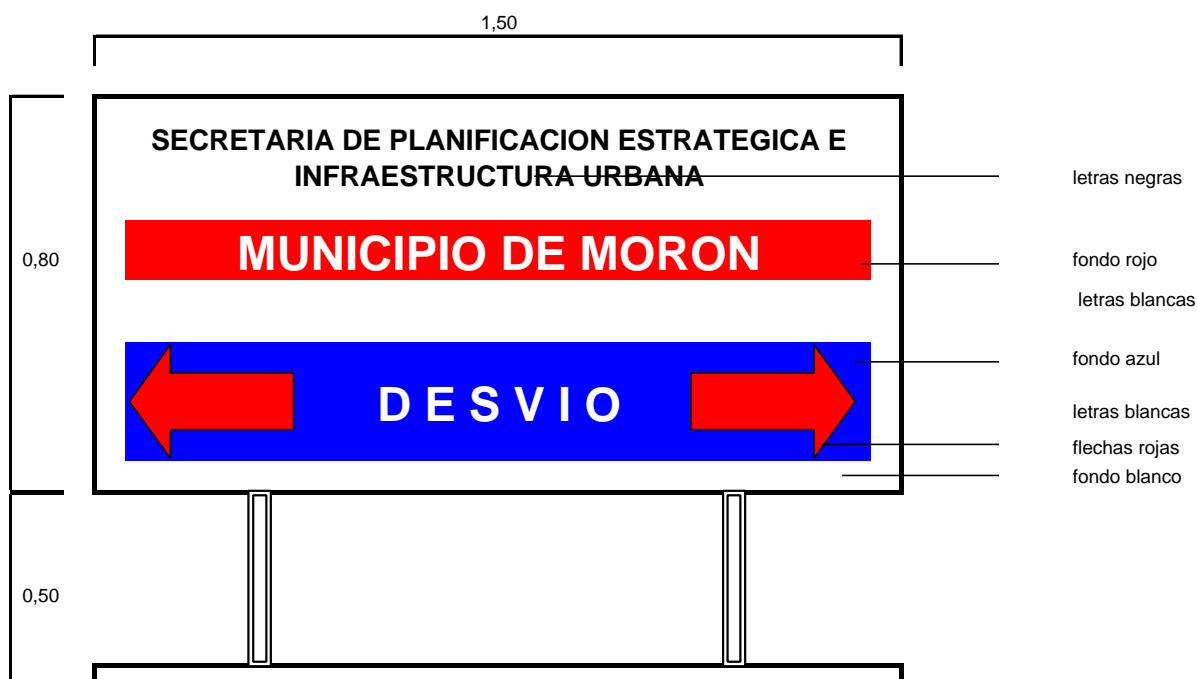 1,50
SECRETARIA DE PLANIFICACION ESTRATEGICA E
INFRAESTRUCTURA URBANA
letras negras
MUNICIPIO DE MORON
0,80
fondo rojo
letras blancas
fondo azul
D E S V I O
letras blancas
flechas rojas
fondo blanco
0,50